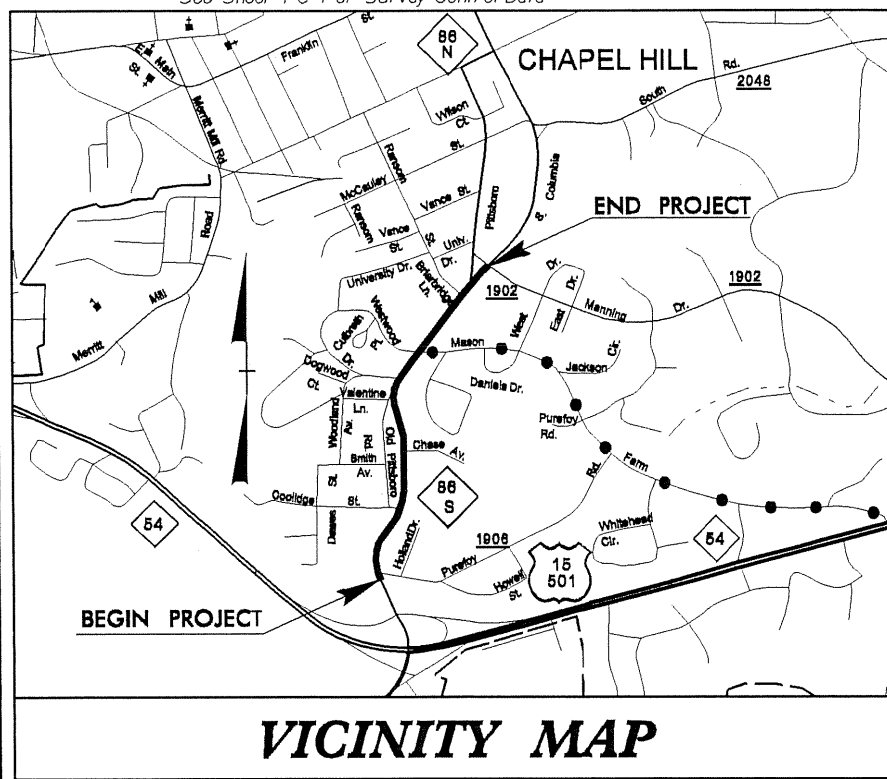 See Sheet 1-C For Survey Control Data
CHAPEL HILL
86
N
Franklin
St.
E. Main
St.
Merritt Mill Rd.
Wilson
Ct.
St.
South
Rd.
2048
Ransom
McCauley
Vance St.
Ransom
St.
Vance
St.
Pittsboro
S. Columbia
END PROJECT
Univ.
Dr.
University Dr.
Briarbridge
Ln.
1902
Manning
Dr.
1902
Road
Mill
Merritt
Westwood
Pl.
Culbreth
Dr.
Dogwood
Ct.
Mason
West
Dr.
East
Dr.
Jackson
Cir.
Daniels Dr.
Purefoy
Rd.
Valentine
Ln.
Woodland
Av.
Rd.
Old Pittsboro
Smith
Av.
Chase Av.
Rd.
Farm
Coolidge St.
St.
86
S
54
Holland Dr.
1906
Purefoy
Howell
St.
Whitehead
Cir.
54
15
501
BEGIN PROJECT
VICINITY MAP